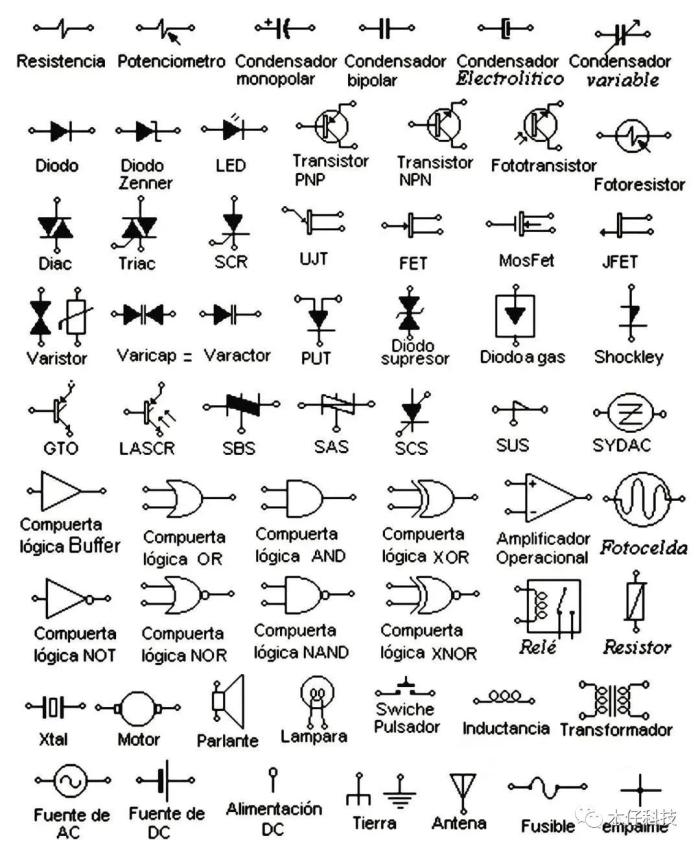 Resistencia Potenciometro Condensador monopolar Condensador bipolar Condensador Electrolitico Condensador variable
Diodo Diodo Zenner LED Transistor PNP Transistor NPN Fototransistor Fotoresistor
Diac Triac SCR UJT FET MosFet JFET
Varistor Varicap = Varactor PUT Diodo supresor Diodo a gas Shockley
GTO LASCR SBS SAS SCS SUS SYDAC
Compuerta lógica Buffer Compuerta lógica OR Compuerta lógica AND Compuerta lógica XOR Amplificador Operacional Fotocelda
Compuerta lógica NOT Compuerta lógica NOR Compuerta lógica NAND Compuerta lógica XNOR Relé Resistor
Xtal Motor Parlante Lampara Swiche Pulsador Inductancia Transformador
Fuente de AC Fuente de DC Alimentación DC Tierra Antena Fusible empalme
木仔科技